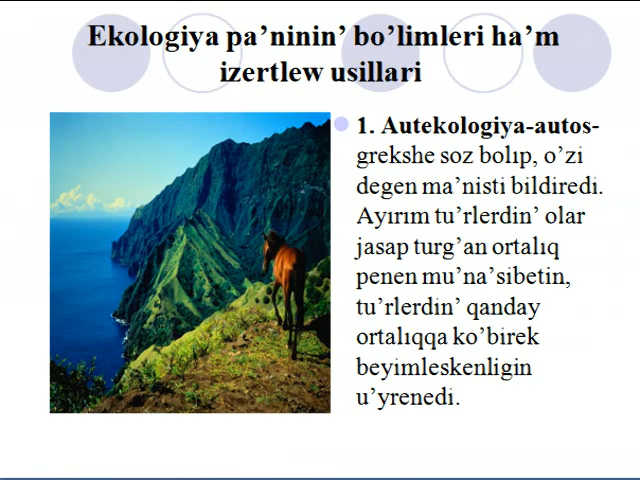 Ekologiya pa’ninin’ bo’limleri ha’m
izertlew usillari
1. Autekologiya-autos-
grekshe soz bolıp, o’zi
degen ma’nisti bildiredi.
Ayırım tu’rlerdin’ olar
jasap turg’an ortalıq
penen mu’na’sibetin,
tu’rlerdin’ qanday
ortalıqqa ko’birek
beyimleskenligin
u’yrenedi.